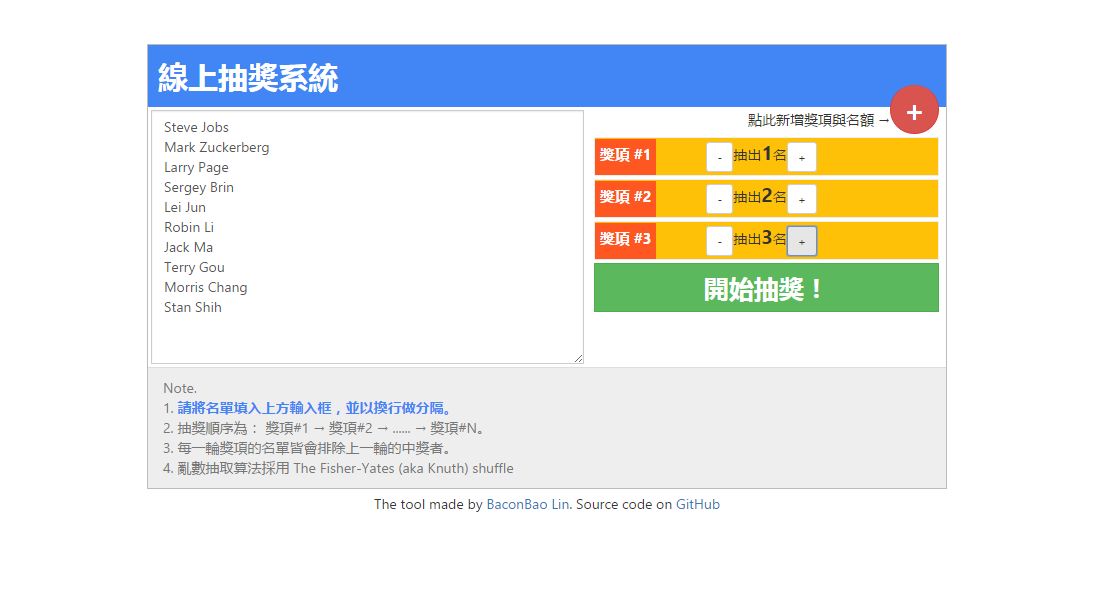 線上抽獎系統
點此新增獎項與名額 →
+
Steve Jobs
Mark Zuckerberg
Larry Page
Sergey Brin
Lei Jun
Robin Li
Jack Ma
Terry Gou
Morris Chang
Stan Shih
獎項 #1 - 抽出1名 +
獎項 #2 - 抽出2名 +
獎項 #3 - 抽出3名 +
開始抽獎！
Note.
1. 請將名單填入上方輸入框，並以換行做分隔。
2. 抽獎順序為： 獎項#1 → 獎項#2 → ...... → 獎項#N。
3. 每一輪獎項的名單皆會排除上一輪的中獎者。
4. 亂數抽取算法採用 The Fisher-Yates (aka Knuth) shuffle
The tool made by BaconBao Lin. Source code on GitHub